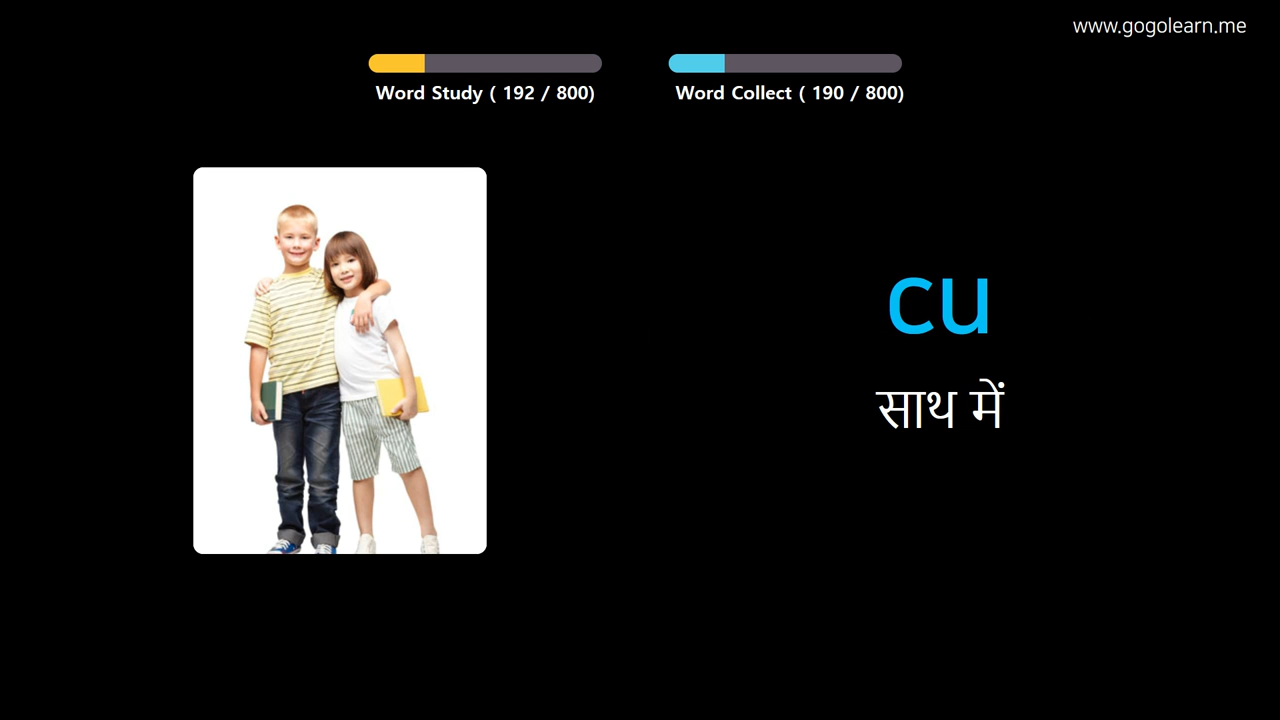 www.gogolearn.me
Word Study ( 192 / 800)
Word Collect ( 190 / 800)
cu
साथ में